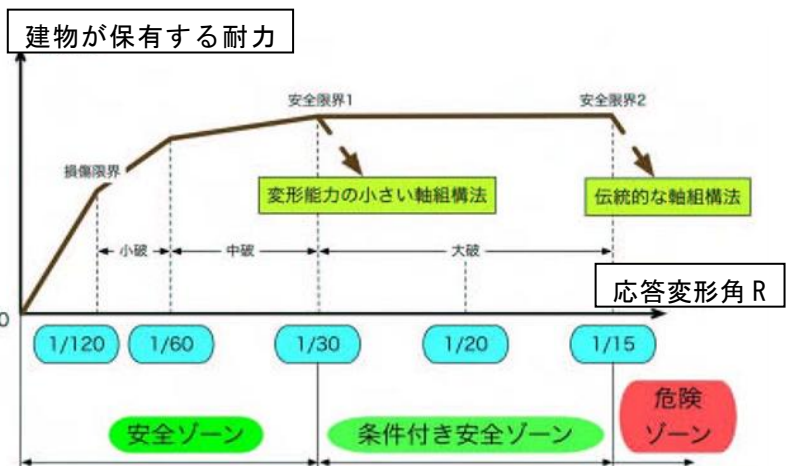 建物が保有する耐力
安全限界1
安全限界2
損傷限界
変形能力の小さい軸組構法
伝統的な軸組構法
小破
中破
大破
応答変形角R
0
1/120
1/60
1/30
1/20
1/15
安全ゾーン
条件付き安全ゾーン
危険
ゾーン